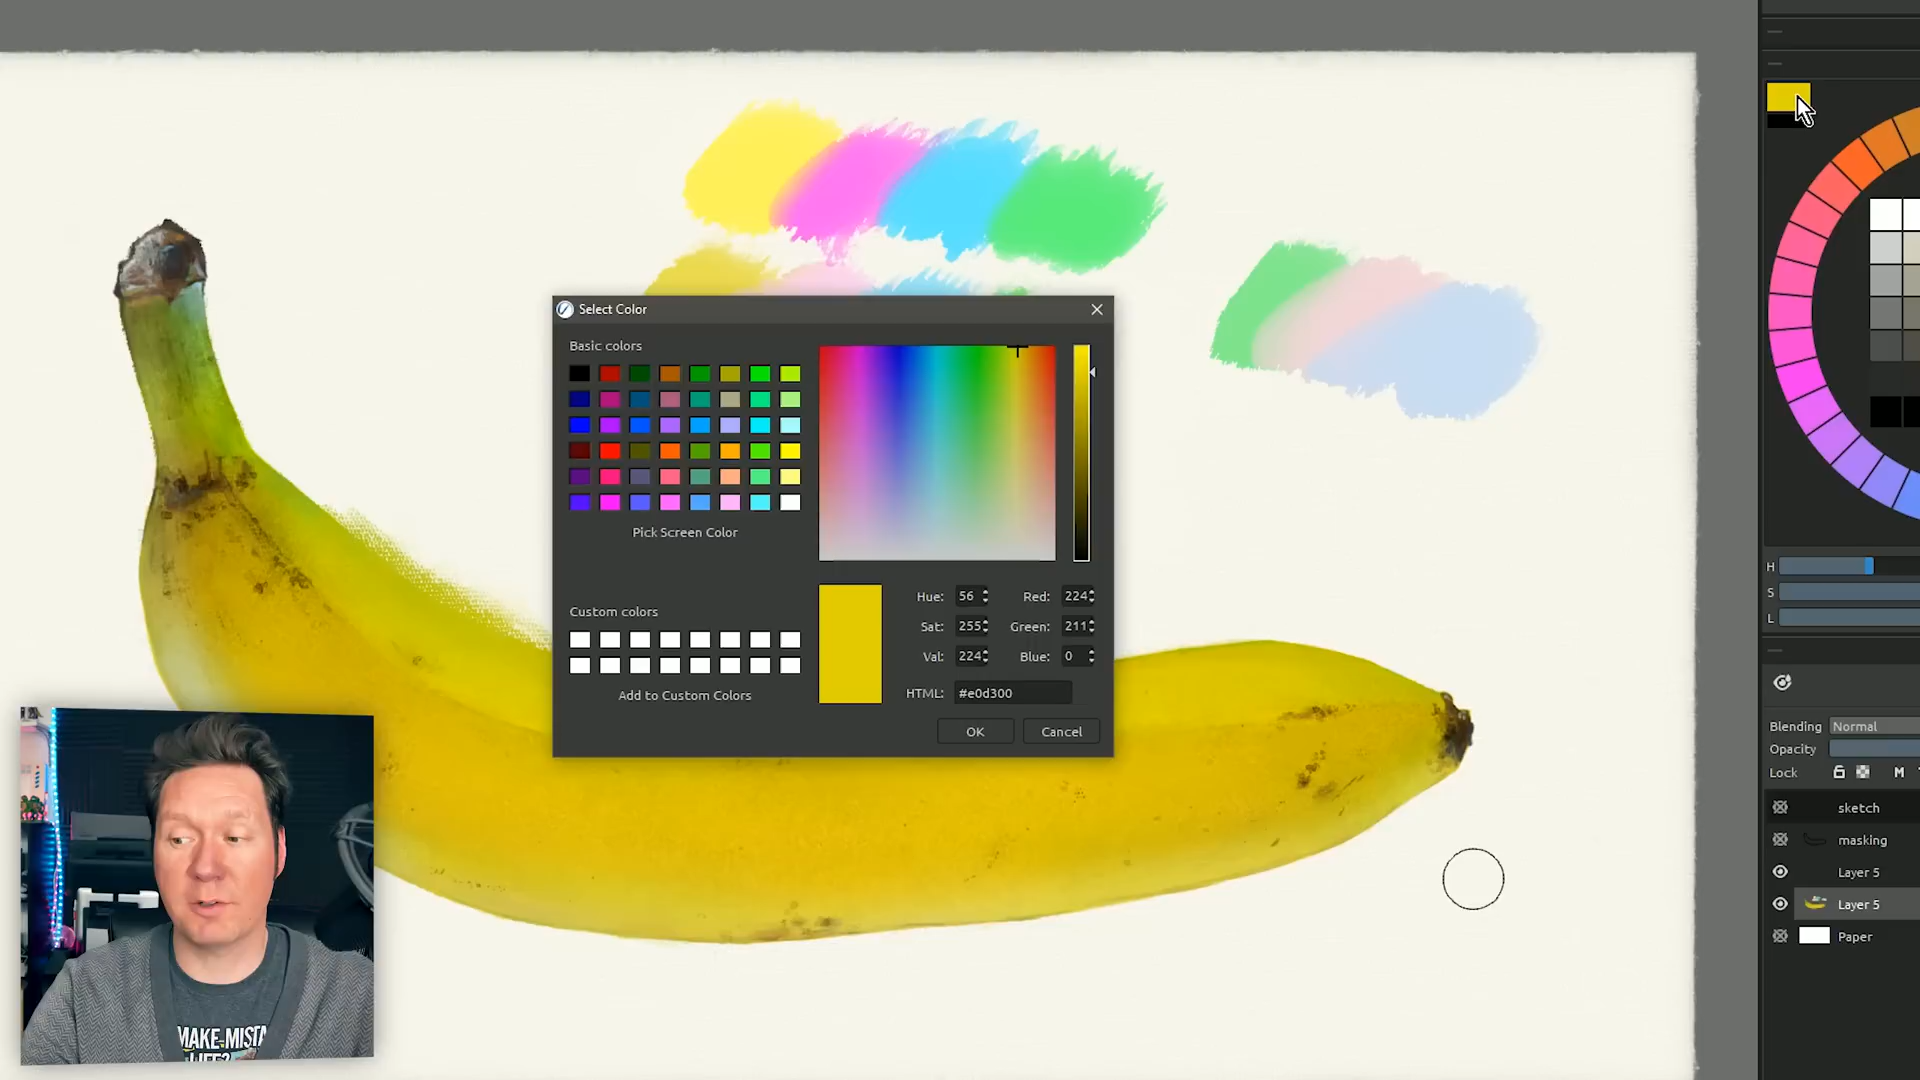 Select Color
Basic colors
Pick Screen Color
Custom colors
Add to Custom Colors
Hue: 56 Red: 224
Sat: 255 Green: 211
Val: 224 Blue: 0
HTML: #e0d300
OK Cancel
H
S
L
Blending Normal
Opacity
Lock M
sketch
masking
Layer 5
Layer 5
Paper
MAKE MISTA
LIFE?